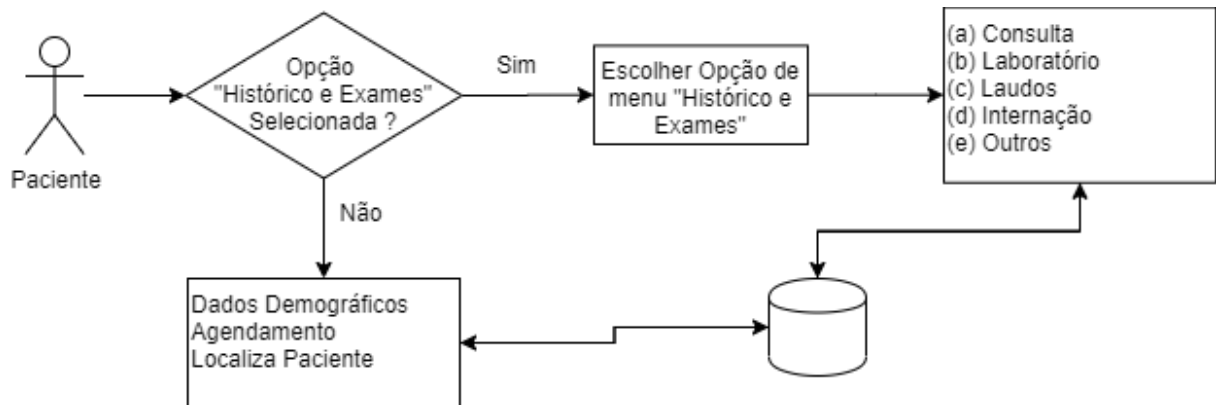 Paciente
Opção
"Histórico e Exames"
Selecionada ?
Sim
Escolher Opção de
menu "Histórico e
Exames"
(a) Consulta
(b) Laboratório
(c) Laudos
(d) Internação
(e) Outros
Não
Dados Demográficos
Agendamento
Localiza Paciente